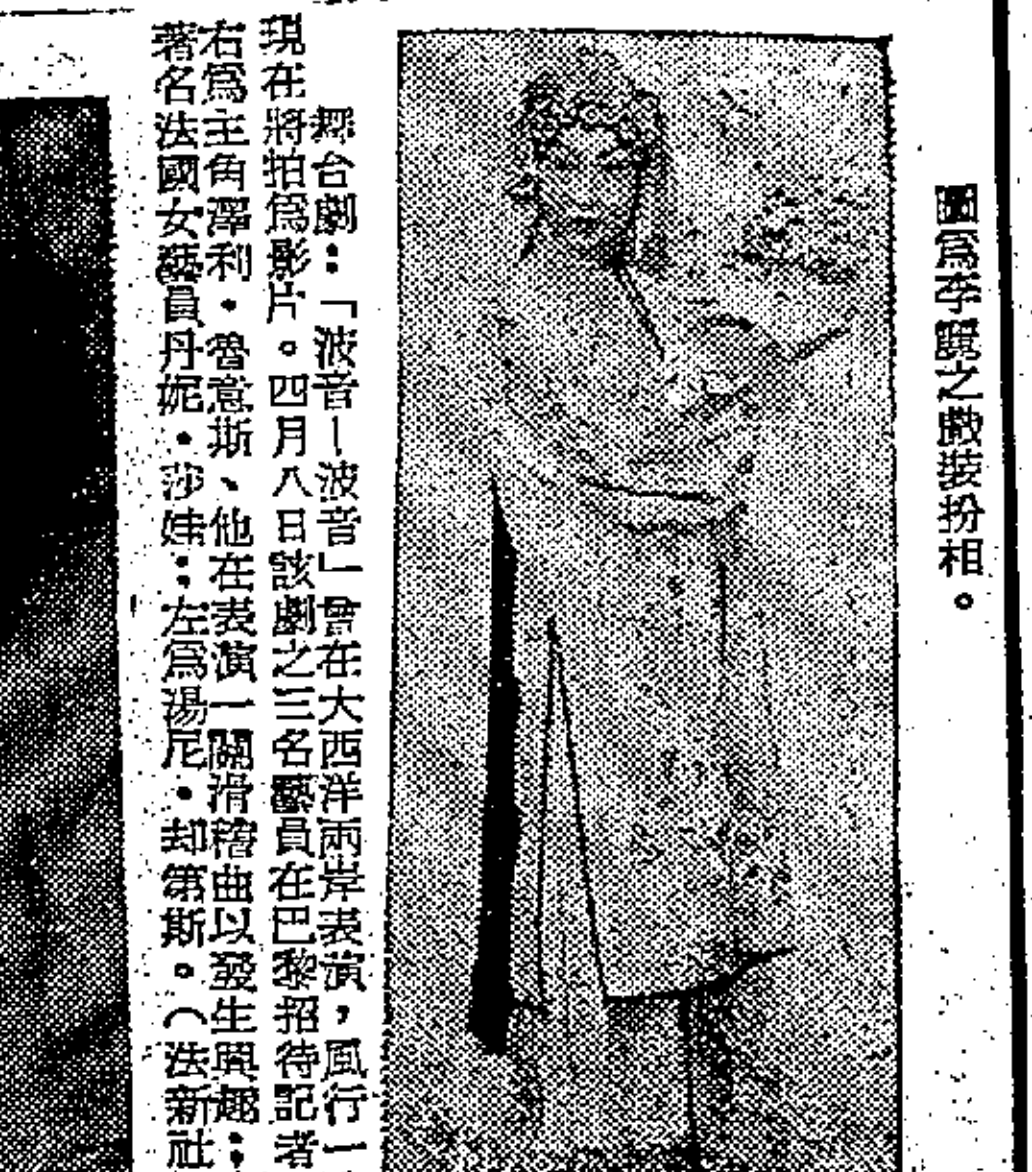 圖爲李麗之戲裝扮相。
舞台劇：「波音－波音」曾在大西洋兩岸表演，風行一
現在將拍爲影片。四月八日該劇之三名藝員在巴黎招待記者
右爲主角澤利・魯意斯、他在表演一闋滑稽曲以發生興趣：
著名法國女藝員丹妮・莎娃：左爲湯尼・却第斯。（法新社